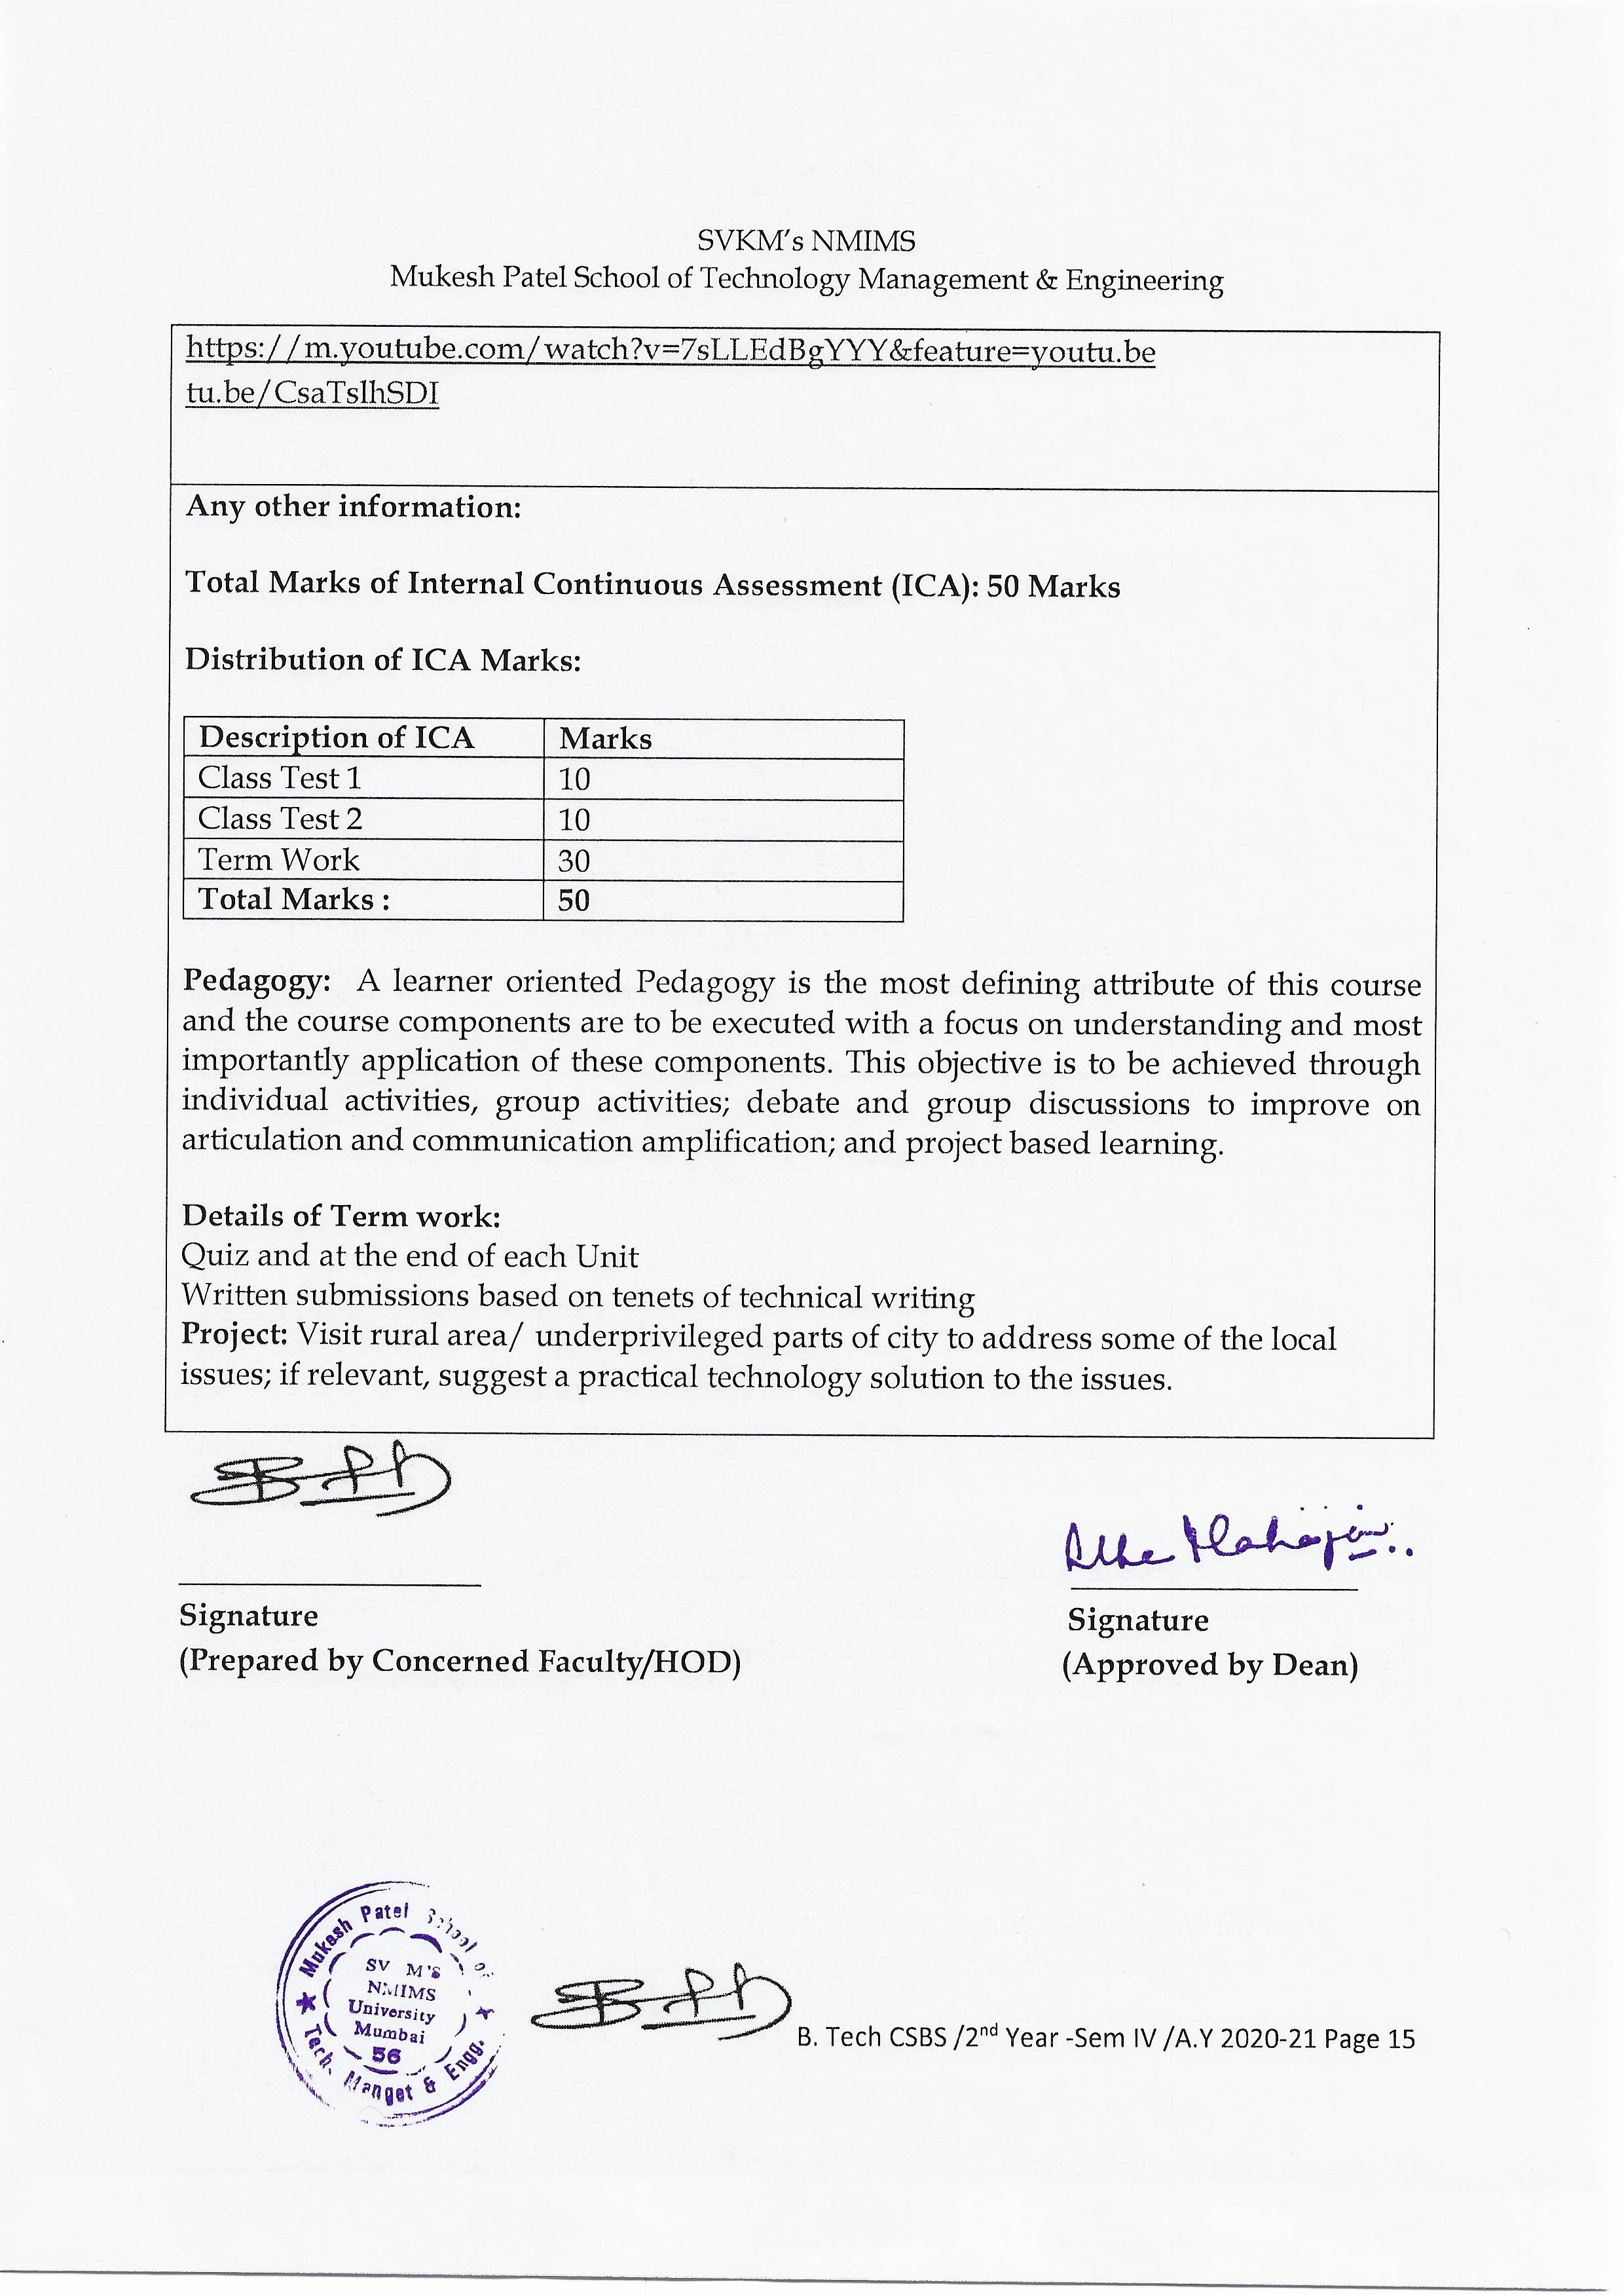 SVKM's NMIMS
Mukesh Patel School of Technology Management & Engineering
https://m.youtube.com/watch?v=7sLLEdBgYYY&feature=youtu.be
tu.be/CsaTslhSDI
Any other information:
Total Marks of Internal Continuous Assessment (ICA): 50 Marks
Distribution of ICA Marks:
Description of ICA Marks
Class Test 1 10
Class Test 2 10
Term Work 30
Total Marks : 50
Pedagogy: A learner oriented Pedagogy is the most defining attribute of this course
and the course components are to be executed with a focus on understanding and most
importantly application of these components. This objective is to be achieved through
individual activities, group activities; debate and group discussions to improve on
articulation and communication amplification; and project based learning.
Details of Term work:
Quiz and at the end of each Unit
Written submissions based on tenets of technical writing
Project: Visit rural area/ underprivileged parts of city to address some of the local
issues; if relevant, suggest a practical technology solution to the issues.
Signature Signature
(Prepared by Concerned Faculty/HOD) (Approved by Dean)
Mukesh Patel School of
SV M'S
NMIMS
University
Mumbai
56
Tech. Manget & Engg.
B. Tech CSBS /2nd Year -Sem IV /A.Y 2020-21 Page 15